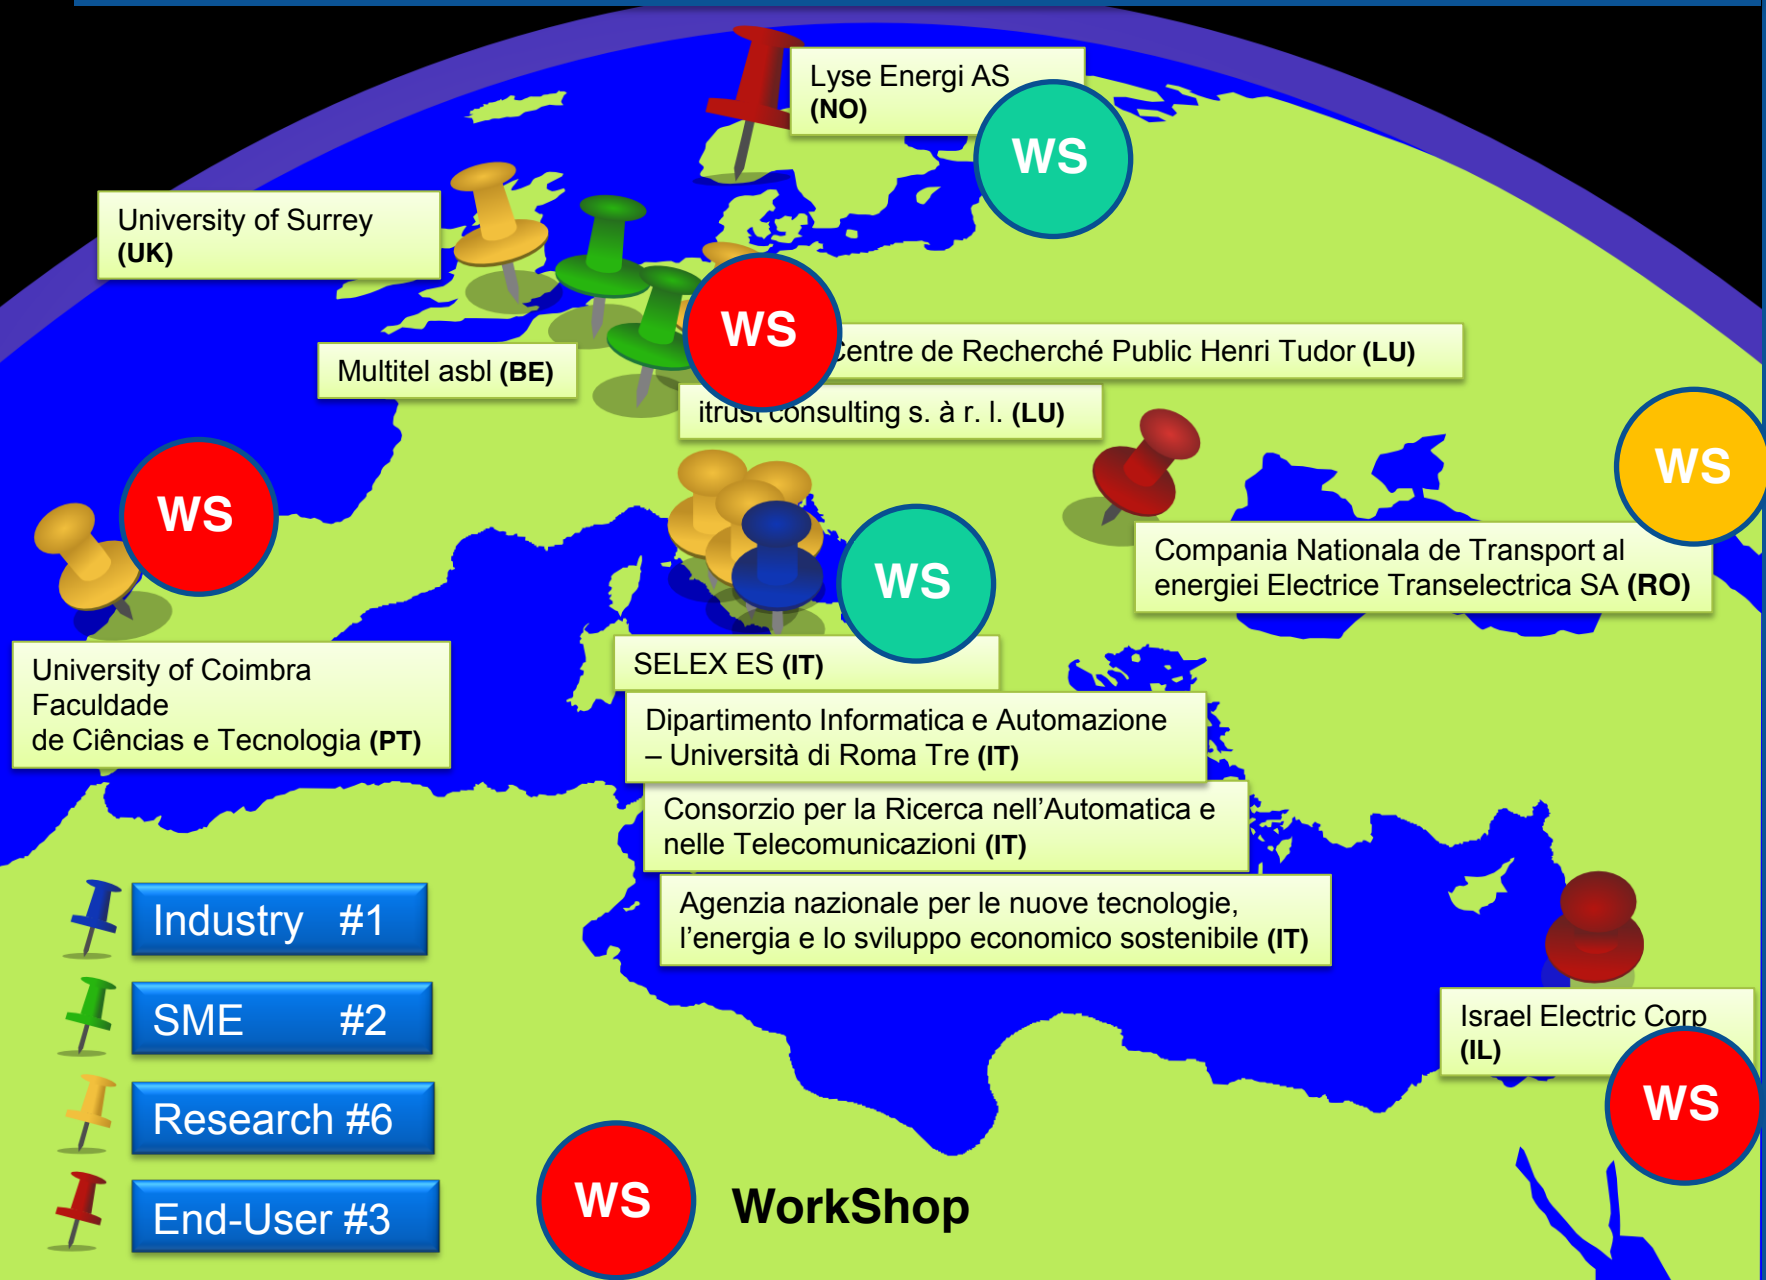 Lyse Energi AS
(NO)
WS
University of Surrey
(UK)
WS
Multitel asbl (BE)
Centre de Recherché Public Henri Tudor (LU)
itrust consulting s. à r. l. (LU)
WS
WS
Compania Nationala de Transport al
energiei Electrice Transelectrica SA (RO)
WS
University of Coimbra
Faculdade
de Ciências e Tecnologia (PT)
SELEX ES (IT)
Dipartimento Informatica e Automazione
– Università di Roma Tre (IT)
Consorzio per la Ricerca nell'Automatica e
nelle Telecomunicazioni (IT)
Agenzia nazionale per le nuove tecnologie,
l'energia e lo sviluppo economico sostenibile (IT)
Israel Electric Corp
(IL)
WS
Industry #1
SME #2
Research #6
End-User #3
WS
WorkShop